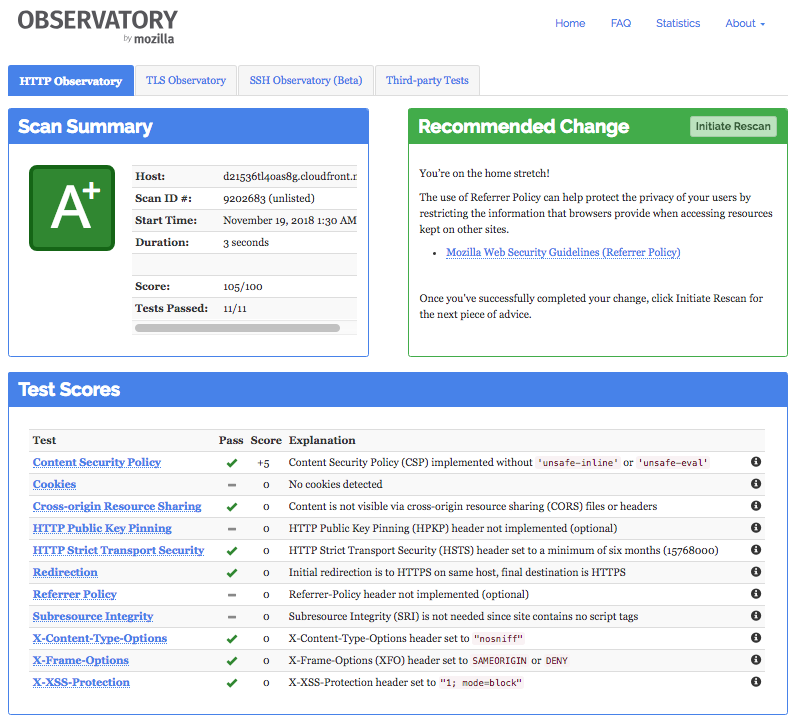 OBSERVATORY
by mozilla
Home FAQ Statistics About
HTTP Observatory TLS Observatory SSH Observatory (Beta) Third-party Tests
Scan Summary
A+
Host: d21536tl4oas8g.cloudfront.n
Scan ID #: 9202683 (unlisted)
Start Time: November 19, 2018 1:30 AM
Duration: 3 seconds
Score: 105/100
Tests Passed: 11/11
Recommended Change Initiate Rescan
You're on the home stretch!
The use of Referrer Policy can help protect the privacy of your users by
restricting the information that browsers provide when accessing resources
kept on other sites.
• Mozilla Web Security Guidelines (Referrer Policy)
Once you've successfully completed your change, click Initiate Rescan for
the next piece of advice.
Test Scores
Test Pass Score Explanation
Content Security Policy +5 Content Security Policy (CSP) implemented without 'unsafe-inline' or 'unsafe-eval'
Cookies – 0 No cookies detected
Cross-origin Resource Sharing 0 Content is not visible via cross-origin resource sharing (CORS) files or headers
HTTP Public Key Pinning – 0 HTTP Public Key Pinning (HPKP) header not implemented (optional)
HTTP Strict Transport Security 0 HTTP Strict Transport Security (HSTS) header set to a minimum of six months (15768000)
Redirection 0 Initial redirection is to HTTPS on same host, final destination is HTTPS
Referrer Policy – 0 Referrer-Policy header not implemented (optional)
Subresource Integrity – 0 Subresource Integrity (SRI) is not needed since site contains no script tags
X-Content-Type-Options 0 X-Content-Type-Options header set to "nosniff"
X-Frame-Options 0 X-Frame-Options (XFO) header set to SAMEORIGIN or DENY
X-XSS-Protection 0 X-XSS-Protection header set to "1; mode=block"